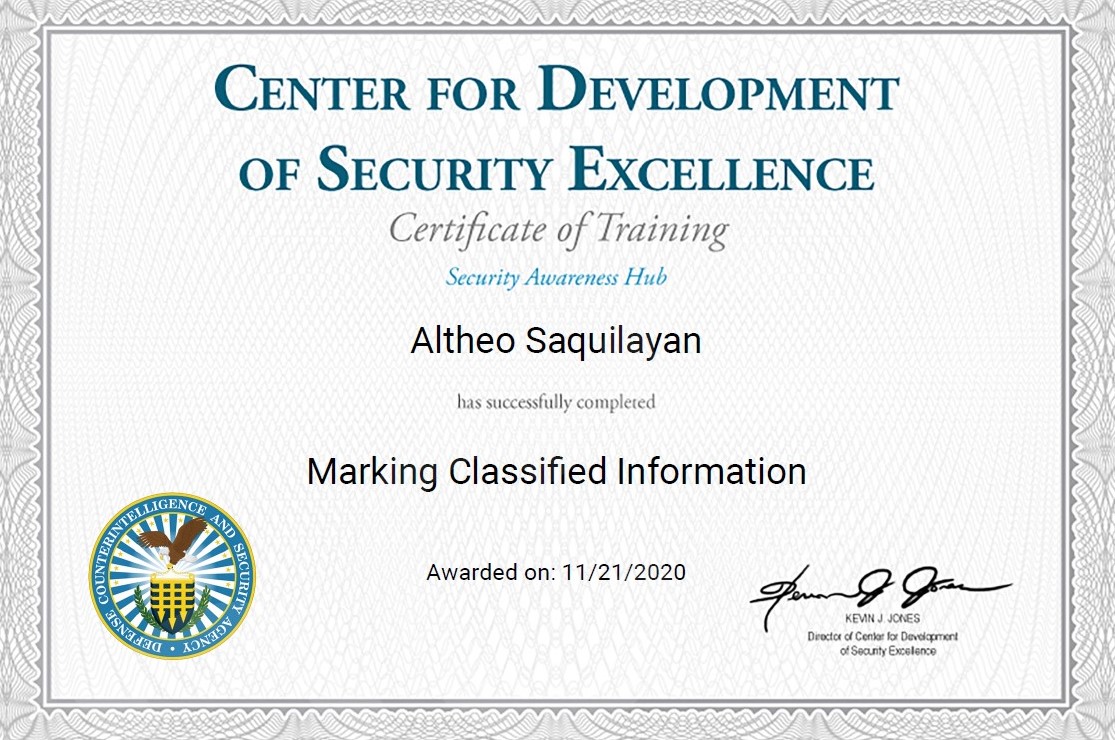 CENTER FOR DEVELOPMENT
OF SECURITY EXCELLENCE
Certificate of Training
Security Awareness Hub
Altheo Saquilayan
has successfully completed
Marking Classified Information
DEFENSE COUNTERINTELLIGENCE AND SECURITY AGENCY
Awarded on: 11/21/2020
KEVIN J. JONES
Director of Center for Development
of Security Excellence